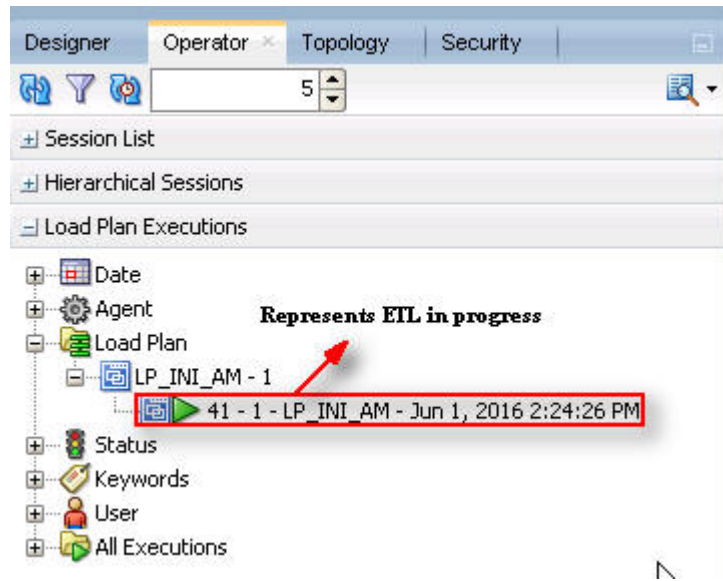 Designer Operator Topology Security
5
Session List
Hierarchical Sessions
Load Plan Executions
Date
Agent
Represents ETL in progress
Load Plan
LP_INI_AM - 1
41 - 1 - LP_INI_AM - Jun 1, 2016 2:24:26 PM
Status
Keywords
User
All Executions